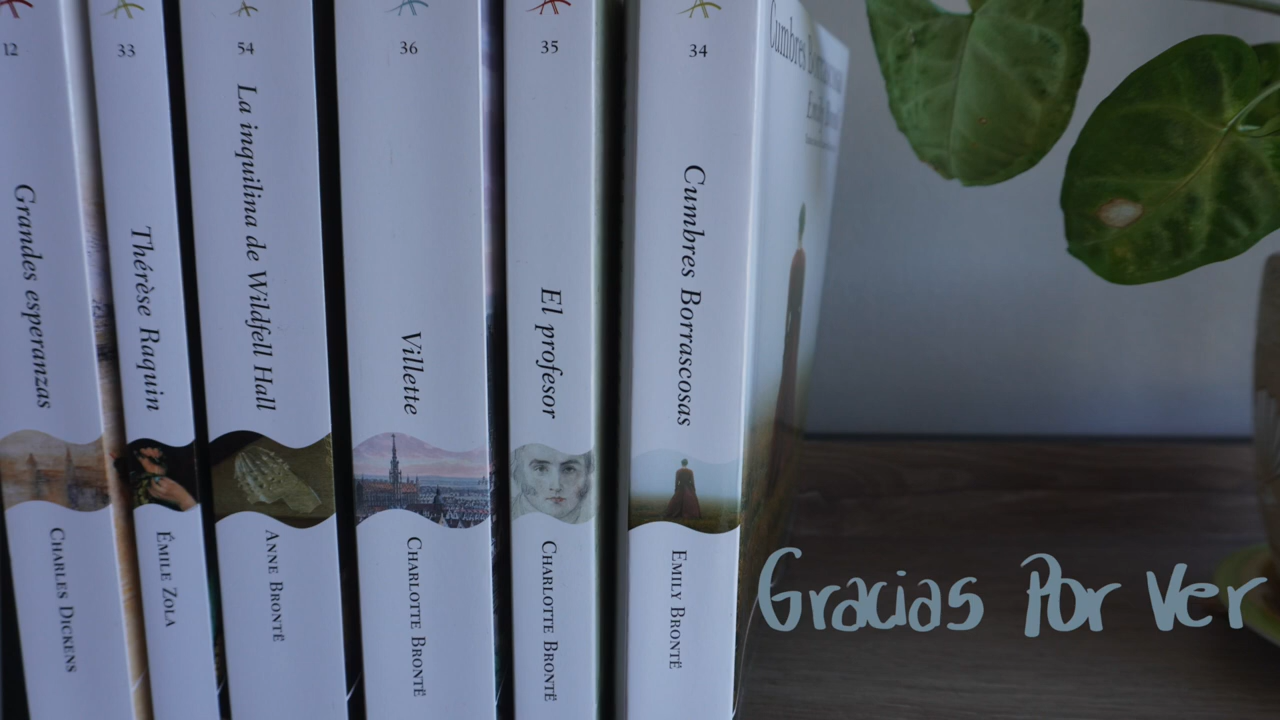 12
Grandes esperanzas
CHARLES DICKENS
33
Thérèse Raquin
ÉMILE ZOLA
57
La inquilina de Wildfell Hall
ANNE BRONTË
36
Villette
CHARLOTTE BRONTË
35
El profesor
CHARLOTTE BRONTË
34
Cumbres Borrascosas
EMILY BRONTË
Cumbres
Gracias Por Ver